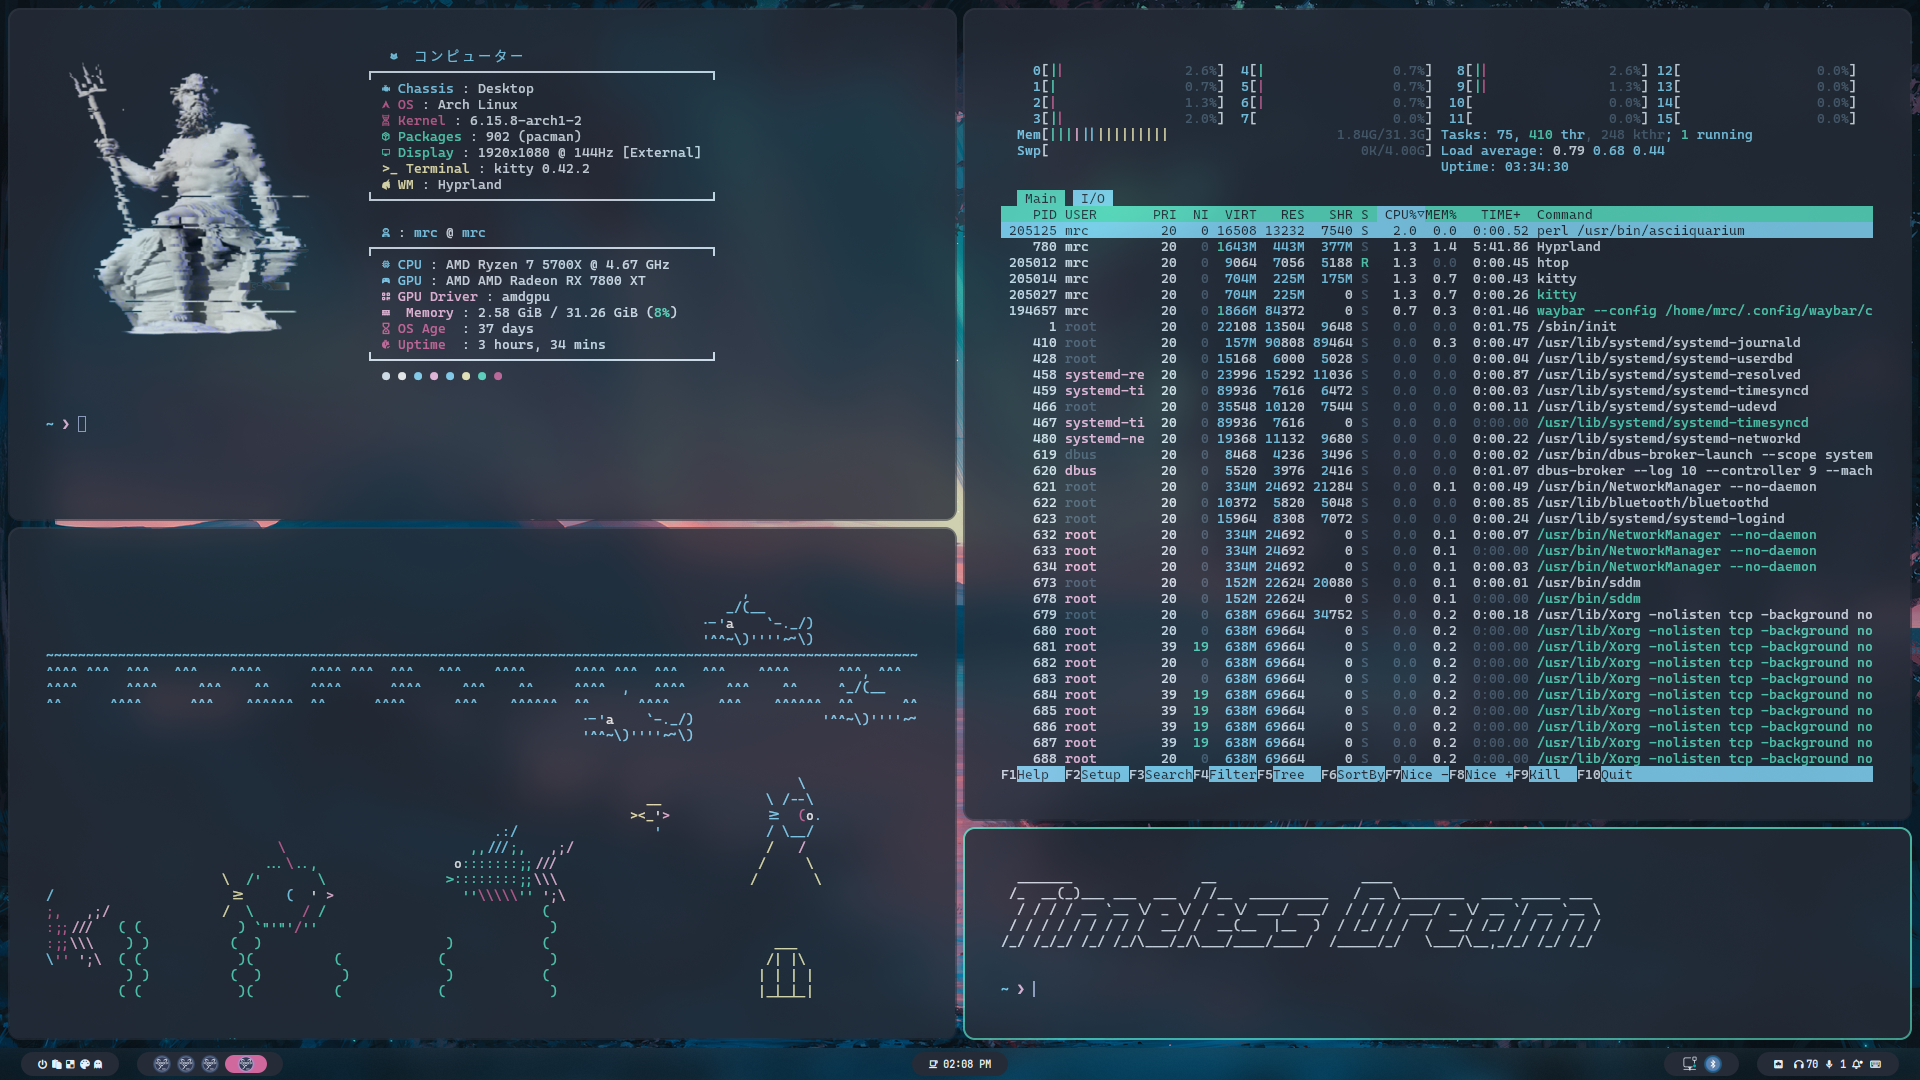 コンピューター
Chassis : Desktop
OS : Arch Linux
Kernel : 6.15.8-arch1-2
Packages : 902 (pacman)
Display : 1920x1080 @ 144Hz [External]
>_ Terminal : kitty 0.42.2
WM : Hyprland
: mrc @ mrc
CPU : AMD Ryzen 7 5700X @ 4.67 GHz
GPU : AMD AMD Radeon RX 7800 XT
GPU Driver : amdgpu
Memory : 2.58 GiB / 31.26 GiB (8%)
OS Age : 37 days
Uptime : 3 hours, 34 mins
~ ❯
0[|| 2.6%] 4[| 0.7%] 8[|| 2.6%] 12[ 0.0%]
1[| 0.7%] 5[| 0.7%] 9[|| 1.3%] 13[ 0.0%]
2[| 1.3%] 6[| 0.7%] 10[ 0.0%] 14[ 0.0%]
3[|| 2.0%] 7[ 0.0%] 11[ 0.0%] 15[ 0.0%]
Mem[||||||||||||||| 1.84G/31.3G] Tasks: 75, 410 thr, 248 kthr; 1 running
Swp[ 0K/4.00G] Load average: 0.79 0.68 0.44
Uptime: 03:34:30
Main I/O
PID USER PRI NI VIRT RES SHR S CPU%▽MEM% TIME+ Command
205125 mrc 20 0 16508 13232 7540 S 2.0 0.0 0:00.52 perl /usr/bin/asciiquarium
780 mrc 20 0 1643M 443M 377M S 1.3 1.4 5:41.86 Hyprland
205012 mrc 20 0 9064 7056 5188 R 1.3 0.0 0:00.45 htop
205014 mrc 20 0 704M 225M 175M S 1.3 0.7 0:00.43 kitty
205027 mrc 20 0 704M 225M 0 S 1.3 0.7 0:00.26 kitty
194657 mrc 20 0 1866M 84372 0 S 0.7 0.3 0:01.46 waybar --config /home/mrc/.config/waybar/c
1 root 20 0 22108 13504 9648 S 0.0 0.0 0:01.75 /sbin/init
410 root 20 0 157M 90808 89464 S 0.0 0.3 0:00.47 /usr/lib/systemd/systemd-journald
428 root 20 0 15168 6000 5028 S 0.0 0.0 0:00.04 /usr/lib/systemd/systemd-userdbd
458 systemd-re 20 0 23996 15292 11036 S 0.0 0.0 0:00.87 /usr/lib/systemd/systemd-resolved
459 systemd-ti 20 0 89936 7616 6472 S 0.0 0.0 0:00.03 /usr/lib/systemd/systemd-timesyncd
466 root 20 0 35548 10120 7544 S 0.0 0.0 0:00.11 /usr/lib/systemd/systemd-udevd
467 systemd-ti 20 0 89936 7616 0 S 0.0 0.0 0:00.00 /usr/lib/systemd/systemd-timesyncd
480 systemd-ne 20 0 19368 11132 9680 S 0.0 0.0 0:00.22 /usr/lib/systemd/systemd-networkd
619 dbus 20 0 8468 4236 3496 S 0.0 0.0 0:00.02 /usr/bin/dbus-broker-launch --scope system
620 dbus 20 0 5520 3976 2416 S 0.0 0.0 0:01.07 dbus-broker --log 10 --controller 9 --mach
621 root 20 0 334M 24692 21284 S 0.0 0.1 0:00.49 /usr/bin/NetworkManager --no-daemon
622 root 20 0 10372 5820 5048 S 0.0 0.0 0:00.85 /usr/lib/bluetooth/bluetoothd
623 root 20 0 15964 8308 7072 S 0.0 0.0 0:00.24 /usr/lib/systemd/systemd-logind
632 root 20 0 334M 24692 0 S 0.0 0.1 0:00.07 /usr/bin/NetworkManager --no-daemon
633 root 20 0 334M 24692 0 S 0.0 0.1 0:00.00 /usr/bin/NetworkManager --no-daemon
634 root 20 0 334M 24692 0 S 0.0 0.1 0:00.03 /usr/bin/NetworkManager --no-daemon
673 root 20 0 152M 22624 20080 S 0.0 0.1 0:00.01 /usr/bin/sddm
678 root 20 0 152M 22624 0 S 0.0 0.1 0:00.00 /usr/bin/sddm
679 root 20 0 638M 69664 34752 S 0.0 0.2 0:00.18 /usr/lib/Xorg -nolisten tcp -background no
680 root 20 0 638M 69664 0 S 0.0 0.2 0:00.00 /usr/lib/Xorg -nolisten tcp -background no
681 root 39 19 638M 69664 0 S 0.0 0.2 0:00.00 /usr/lib/Xorg -nolisten tcp -background no
682 root 20 0 638M 69664 0 S 0.0 0.2 0:00.00 /usr/lib/Xorg -nolisten tcp -background no
683 root 20 0 638M 69664 0 S 0.0 0.2 0:00.00 /usr/lib/Xorg -nolisten tcp -background no
684 root 39 19 638M 69664 0 S 0.0 0.2 0:00.00 /usr/lib/Xorg -nolisten tcp -background no
685 root 39 19 638M 69664 0 S 0.0 0.2 0:00.00 /usr/lib/Xorg -nolisten tcp -background no
686 root 39 19 638M 69664 0 S 0.0 0.2 0:00.00 /usr/lib/Xorg -nolisten tcp -background no
687 root 39 19 638M 69664 0 S 0.0 0.2 0:00.00 /usr/lib/Xorg -nolisten tcp -background no
688 root 20 0 638M 69664 0 S 0.0 0.2 0:00.00 /usr/lib/Xorg -nolisten tcp -background no
F1Help F2Setup F3SearchF4FilterF5Tree F6SortByF7Nice -F8Nice +F9Kill F10Quit
~ ❯
02:08 PM
70 1